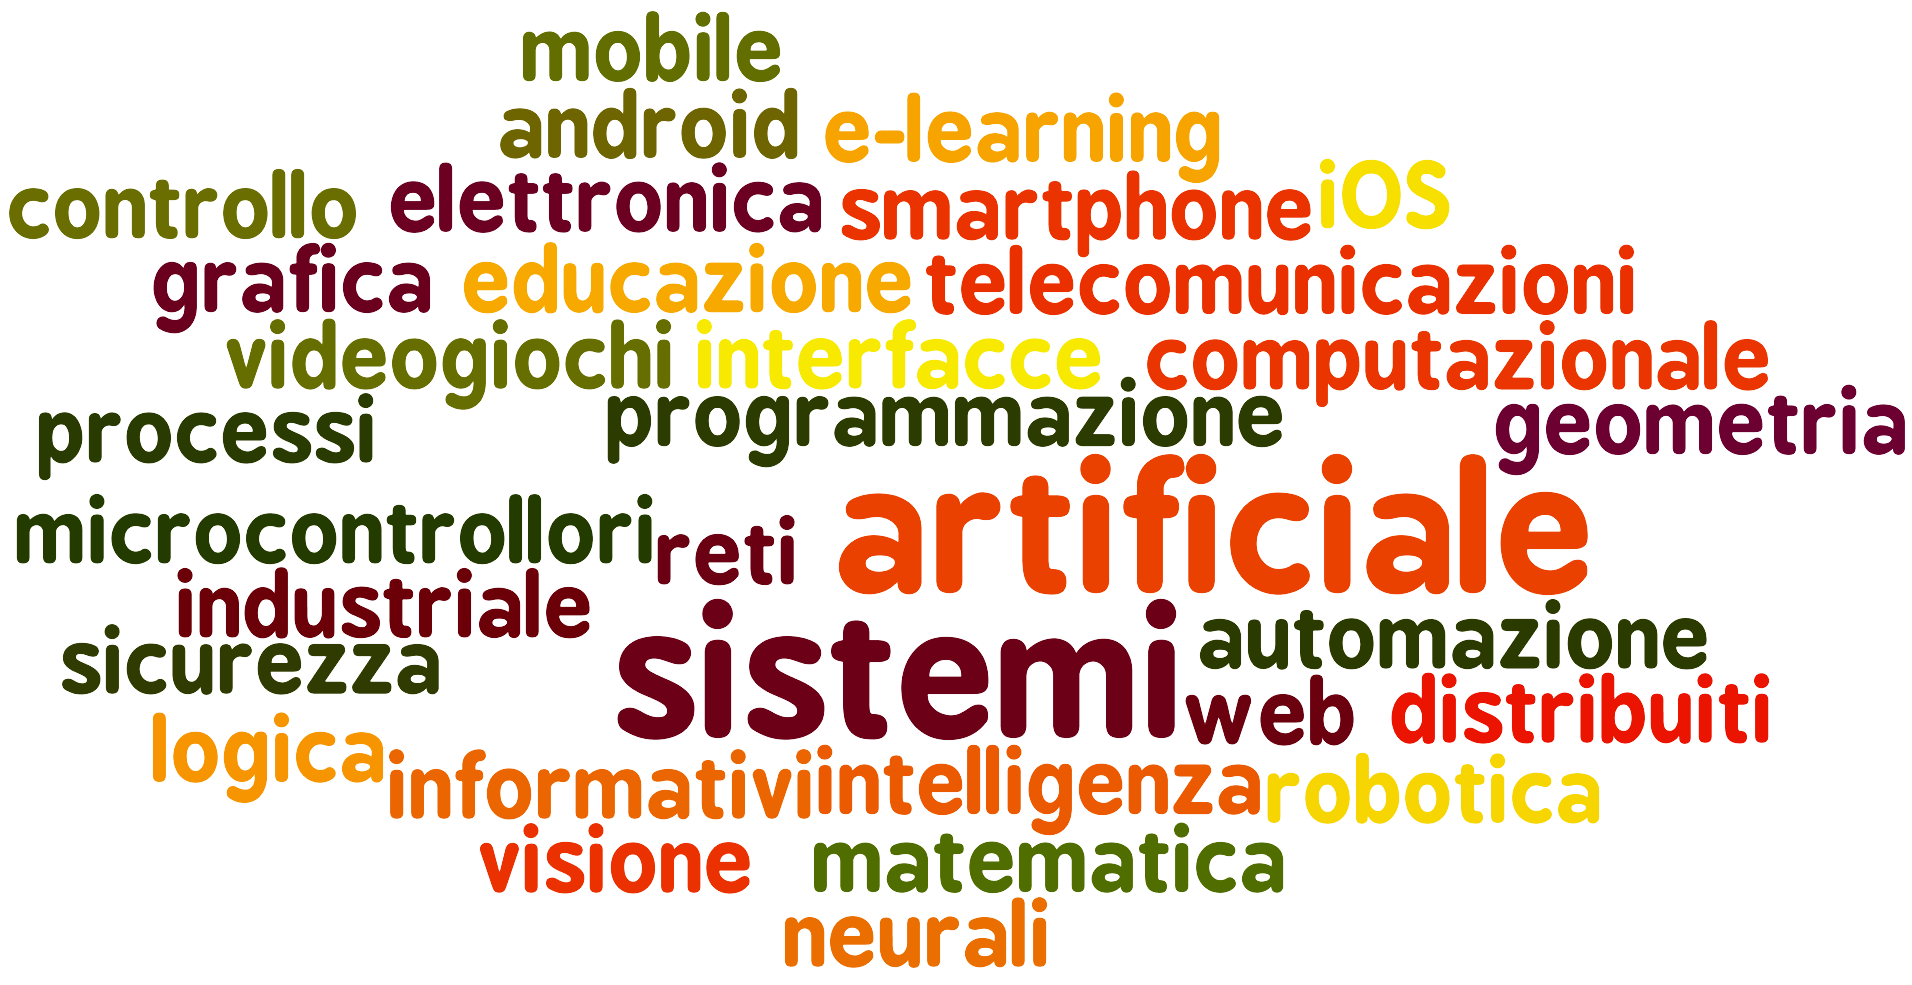 mobile
android e-learning
controllo elettronica smartphone iOS
grafica educazione telecomunicazioni
videogiochi interfacce computazionale
processi programmazione geometria
microcontrollori reti artificiale
industriale
sicurezza sistemi automazione
web distribuiti
logica informativi intelligenza robotica
visione matematica
neurali